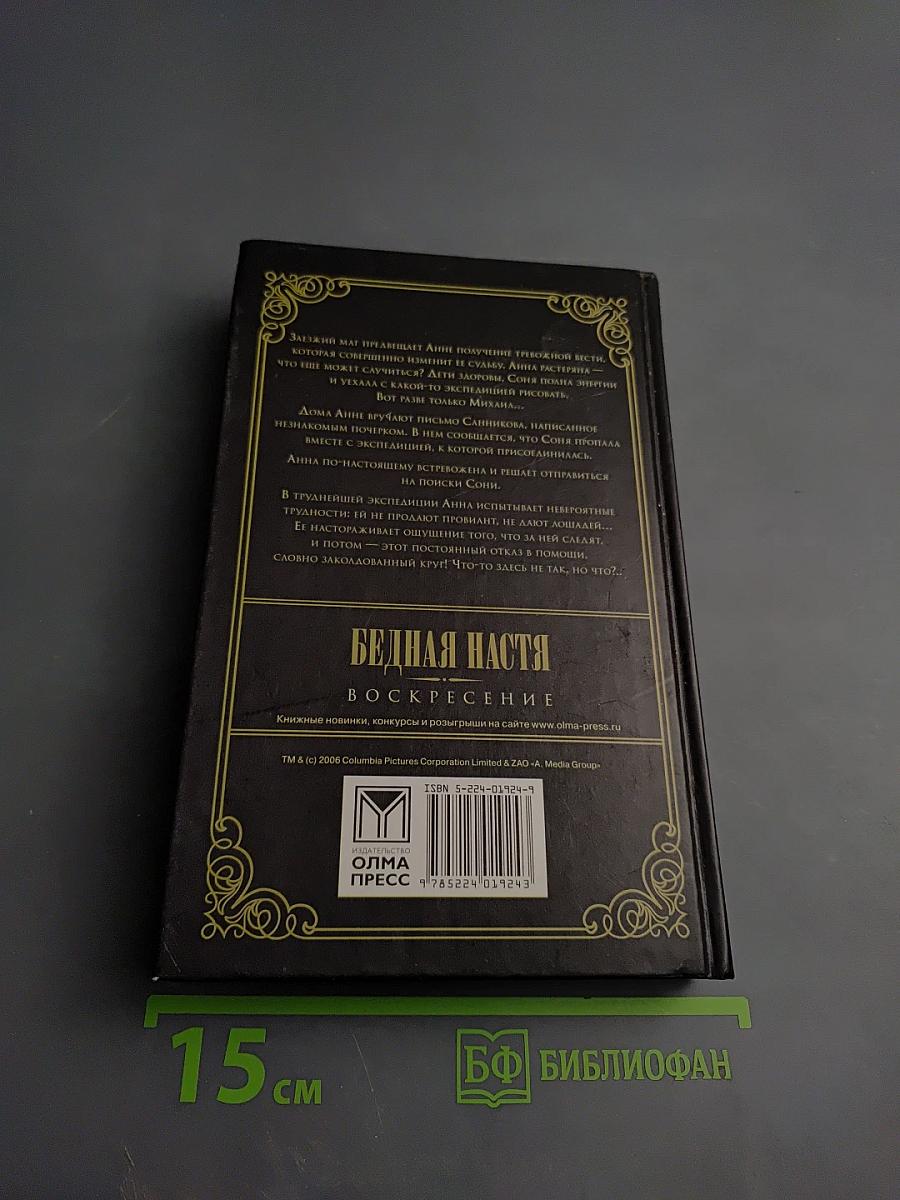 Заезжий маг предвещает Анне получение тревожной вести,
которая совершенно изменит ее судьбу. Анна растеряна —
что еще может случиться? Дети здоровы, Соня полна энергии
и уехала с какой-то экспедицией рисовать.
Вот разве только Михаил...
Дома Анне вручают письмо Санникова, написанное
незнакомым почерком. В нем сообщается, что Соня пропала
вместе с экспедицией, к которой присоединилась.
Анна по-настоящему встревожена и решает отправиться
на поиски Сони.
В труднейшей экспедиции Анна испытывает невероятные
трудности: ей не продают провиант, не дают лошадей...
Ее настораживает ощущение того, что за ней следят,
и потом — этот постоянный отказ в помощи,
словно заколдованный круг! Что-то здесь не так, но что?..
БЕДНАЯ НАСТЯ
ВОСКРЕСЕНИЕ
Книжные новинки, конкурсы и розыгрыши на сайте www.olma-press.ru
TM & (c) 2006 Columbia Pictures Corporation Limited & ZAO «A. Media Group»
ISBN 5-224-01924-9
ИЗДАТЕЛЬСТВО
ОЛМА
ПРЕСС
9 785224 019243
15 см
БФ БИБЛИОФАН